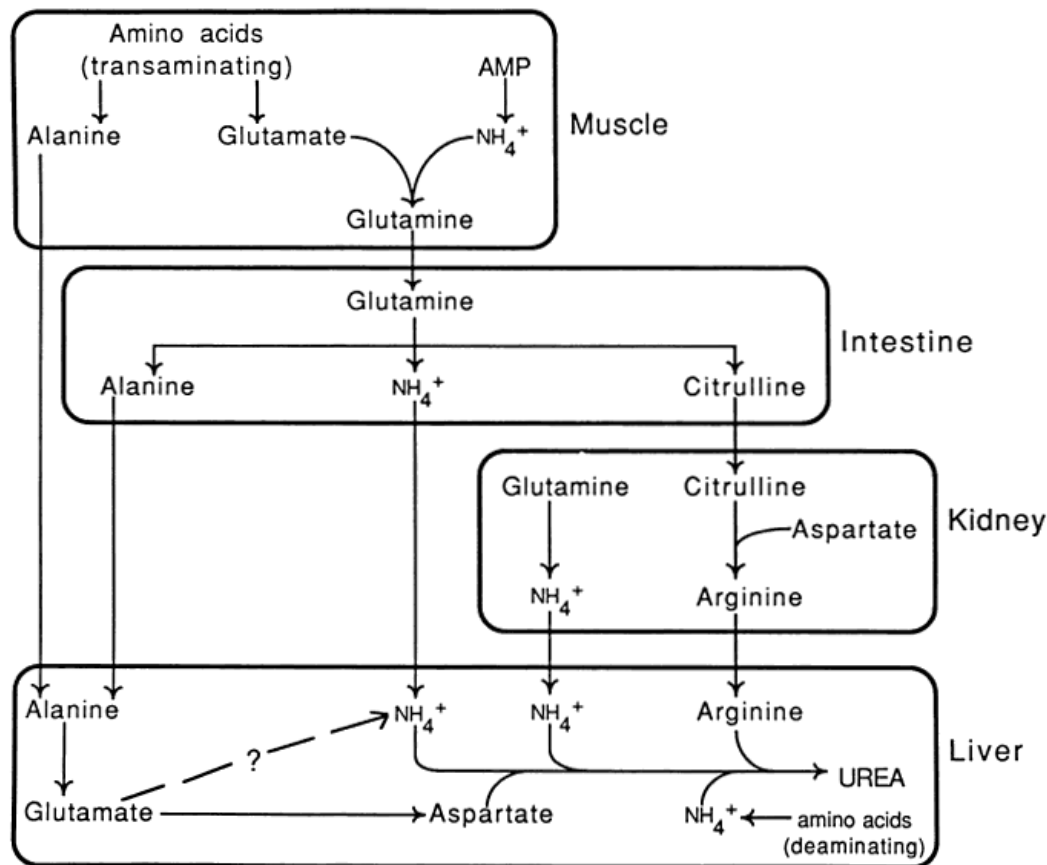 Amino acids
(transaminating)
AMP
Alanine
Glutamate
NH4+
Muscle
Glutamine
Glutamine
Intestine
Alanine
NH4+
Citrulline
Glutamine
Citrulline
Kidney
Aspartate
NH4+
Arginine
Alanine
NH4+
NH4+
Arginine
?
Liver
UREA
Glutamate
Aspartate
NH4+
amino acids
(deaminating)